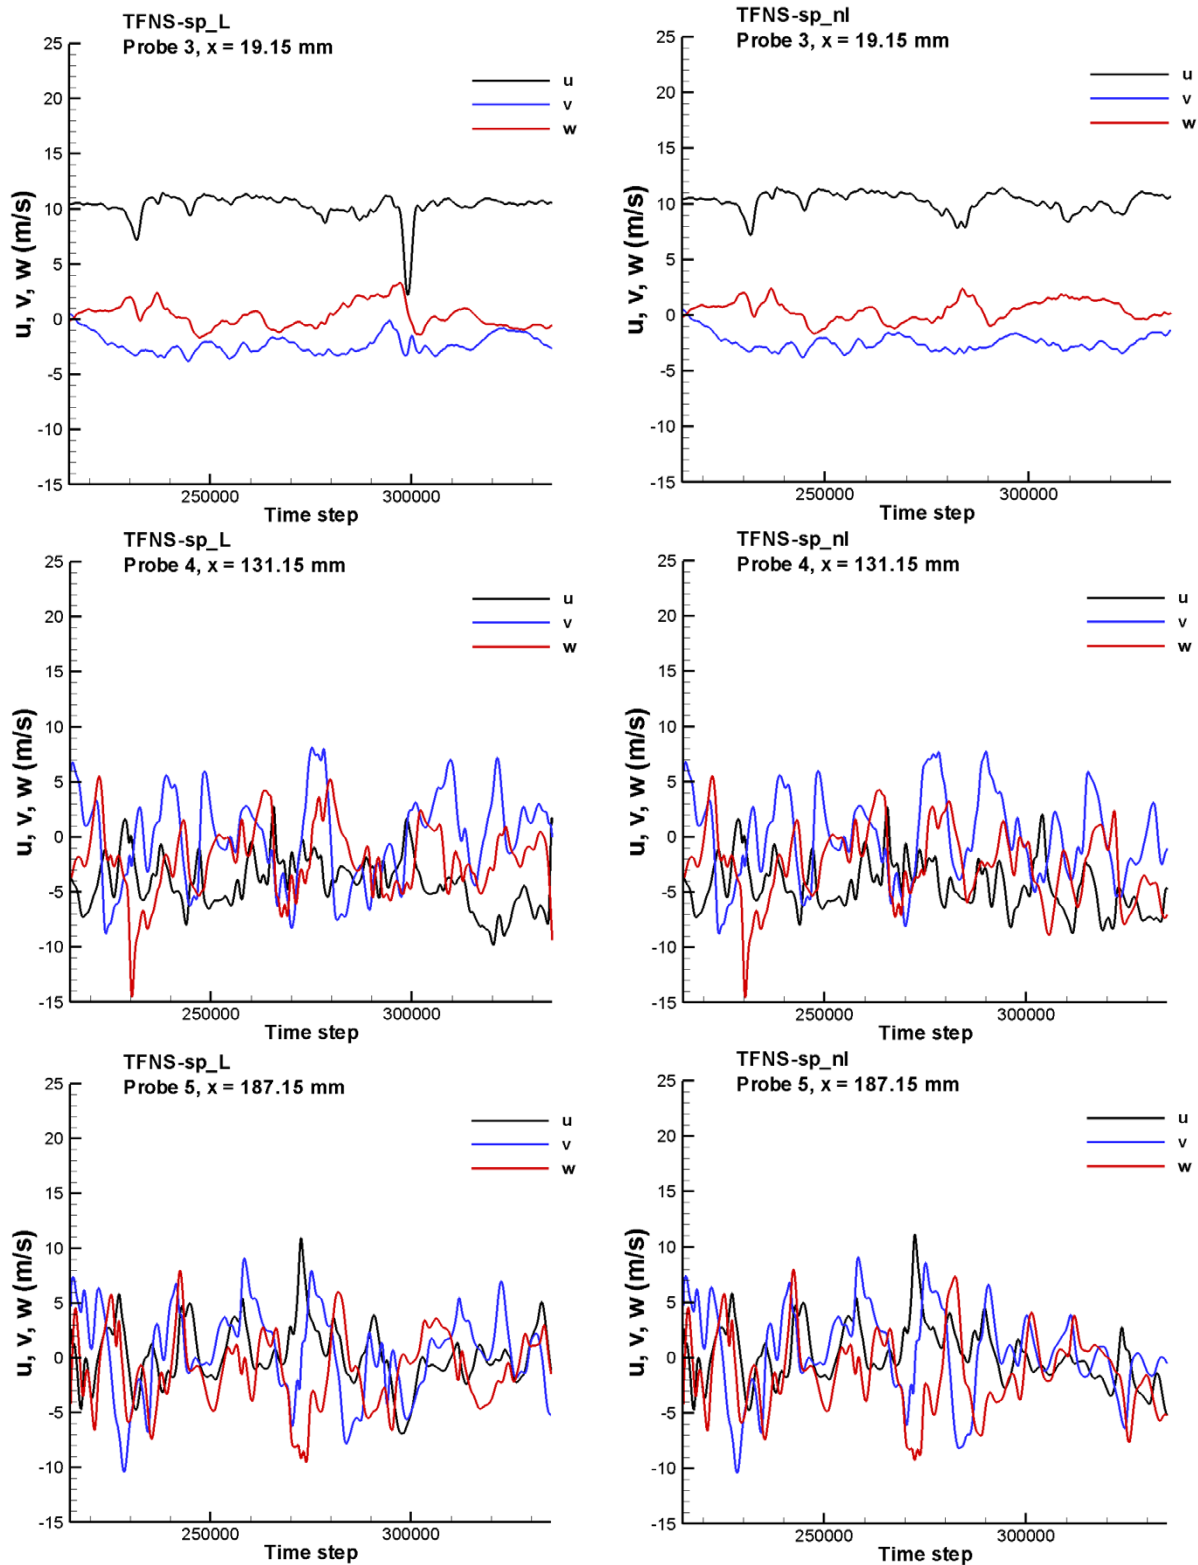 TFNS-sp_L
Probe 3, x = 19.15 mm
25
20
15
10
5
0
-5
-10
-15
u, v, w (m/s)
u
v
w
250000
300000
Time step
TFNS-sp_nl
Probe 3, x = 19.15 mm
25
20
15
10
5
0
-5
-10
-15
u, v, w (m/s)
u
v
w
250000
300000
Time step
TFNS-sp_L
Probe 4, x = 131.15 mm
25
20
15
10
5
0
-5
-10
-15
u, v, w (m/s)
u
v
w
250000
300000
Time step
TFNS-sp_nl
Probe 4, x = 131.15 mm
25
20
15
10
5
0
-5
-10
-15
u, v, w (m/s)
u
v
w
250000
300000
Time step
TFNS-sp_L
Probe 5, x = 187.15 mm
25
20
15
10
5
0
-5
-10
-15
u, v, w (m/s)
u
v
w
250000
300000
Time step
TFNS-sp_nl
Probe 5, x = 187.15 mm
25
20
15
10
5
0
-5
-10
-15
u, v, w (m/s)
u
v
w
250000
300000
Time step